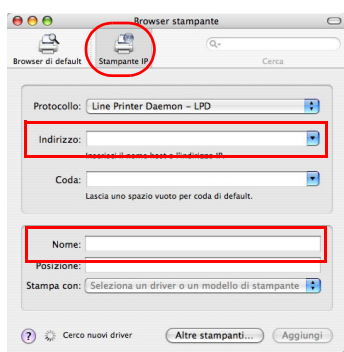 Browser stampante
Browser di default
Stampante IP
Cerca
Protocollo: Line Printer Daemon – LPD
Indirizzo:
Inserisci il nome host o l'indirizzo IP.
Coda:
Lascia uno spazio vuoto per coda di default.
Nome:
Posizione:
Stampa con: Seleziona un driver o un modello di stampante
? Cerco nuovi driver
Altre stampanti...
Aggiungi